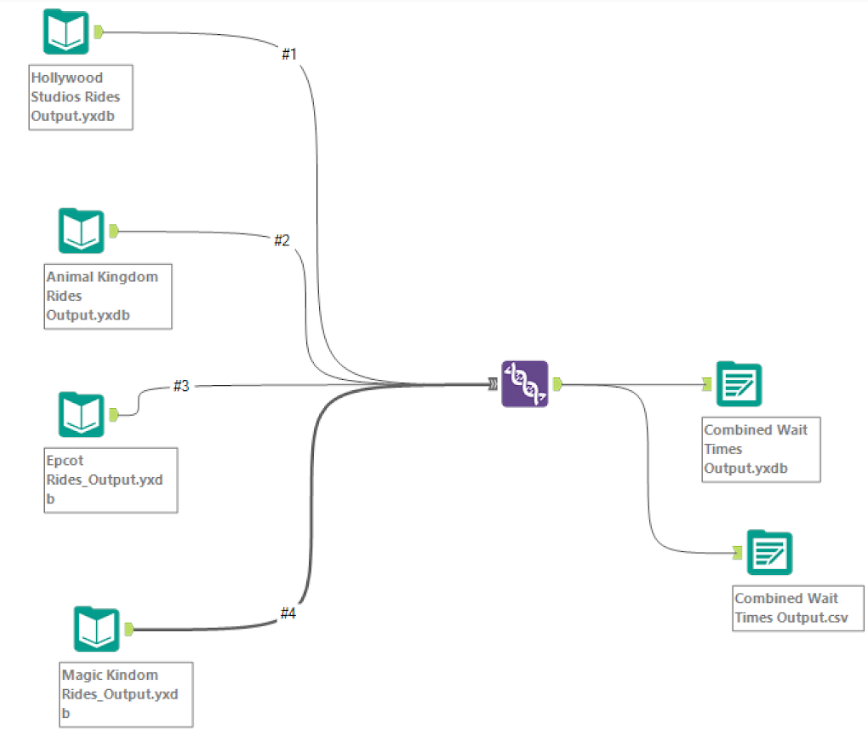 #1
Hollywood
Studios Rides
Output.yxdb
#2
Animal Kingdom
Rides
Output.yxdb
#3
Epcot
Rides_Output.yxd
b
Combined Wait
Times
Output.yxdb
Combined Wait
Times Output.csv
#4
Magic Kindom
Rides_Output.yxd
b